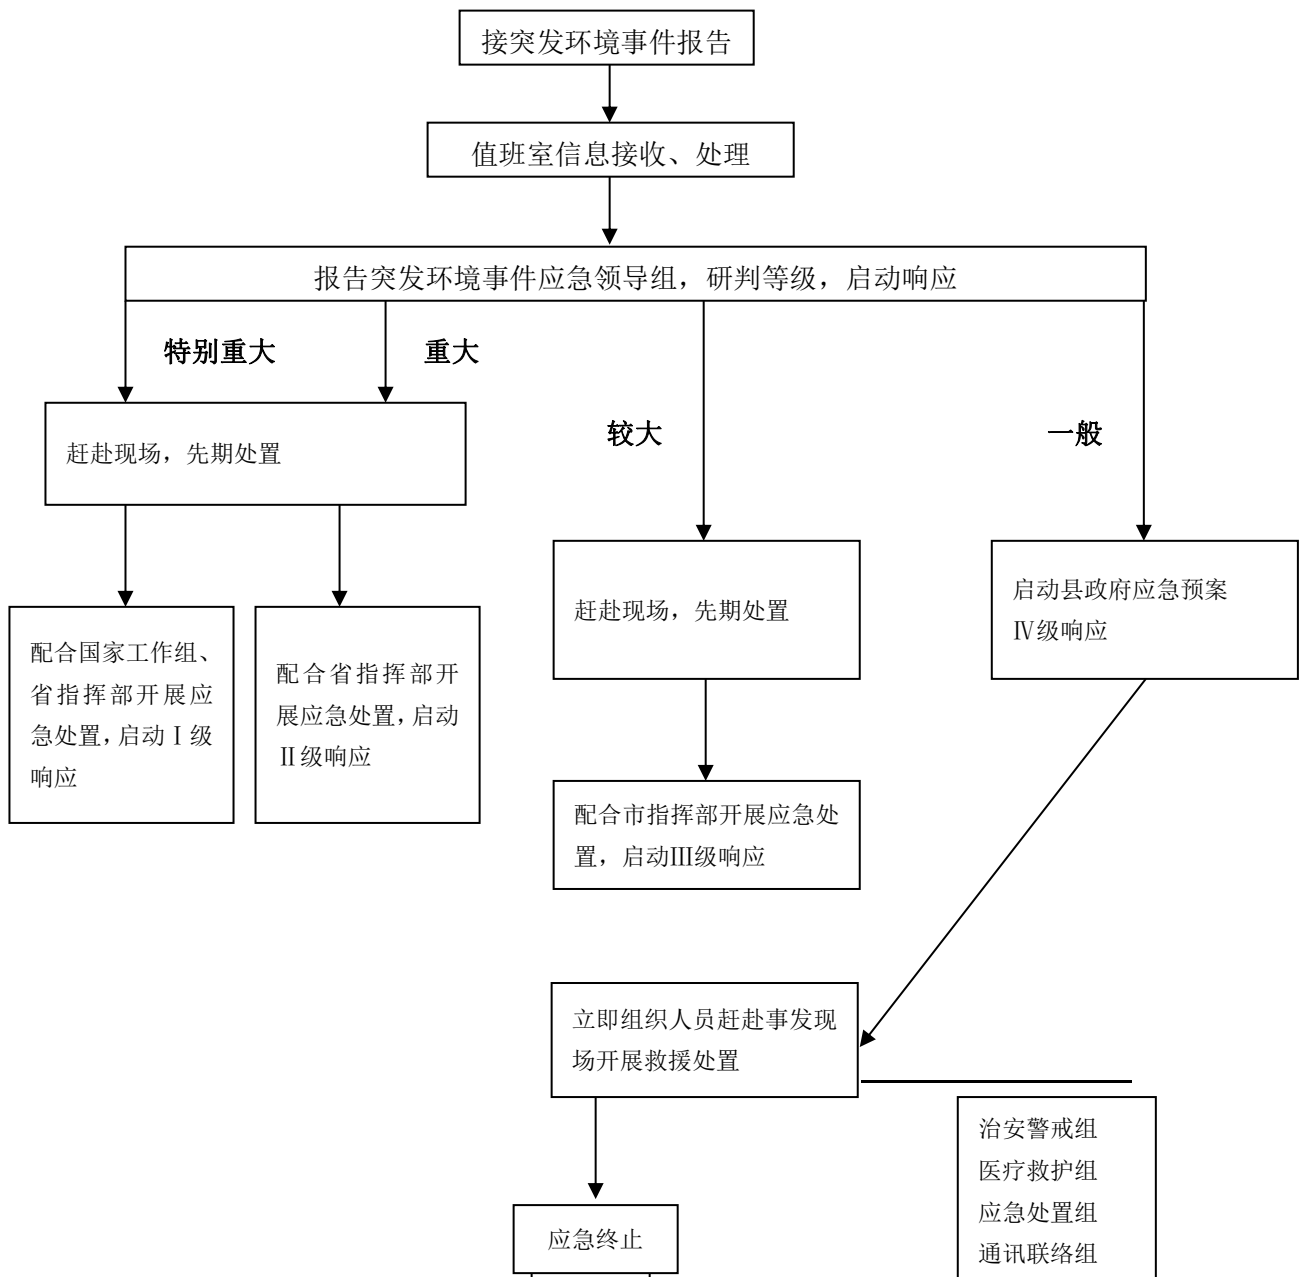 接突发环境事件报告
值班室信息接收、处理
报告突发环境事件应急领导组，研判等级，启动响应
特别重大
重大
较大
一般
赶赴现场，先期处置
赶赴现场，先期处置
启动县政府应急预案
Ⅳ级响应
配合国家工作组、
省指挥部开展应
急处置，启动Ⅰ级
响应
配合省指挥部开
展应急处置，启动
Ⅱ级响应
配合市指挥部开展应急处
置，启动Ⅲ级响应
立即组织人员赶赴事发现
场开展救援处置
治安警戒组
医疗救护组
应急处置组
通讯联络组
应急终止